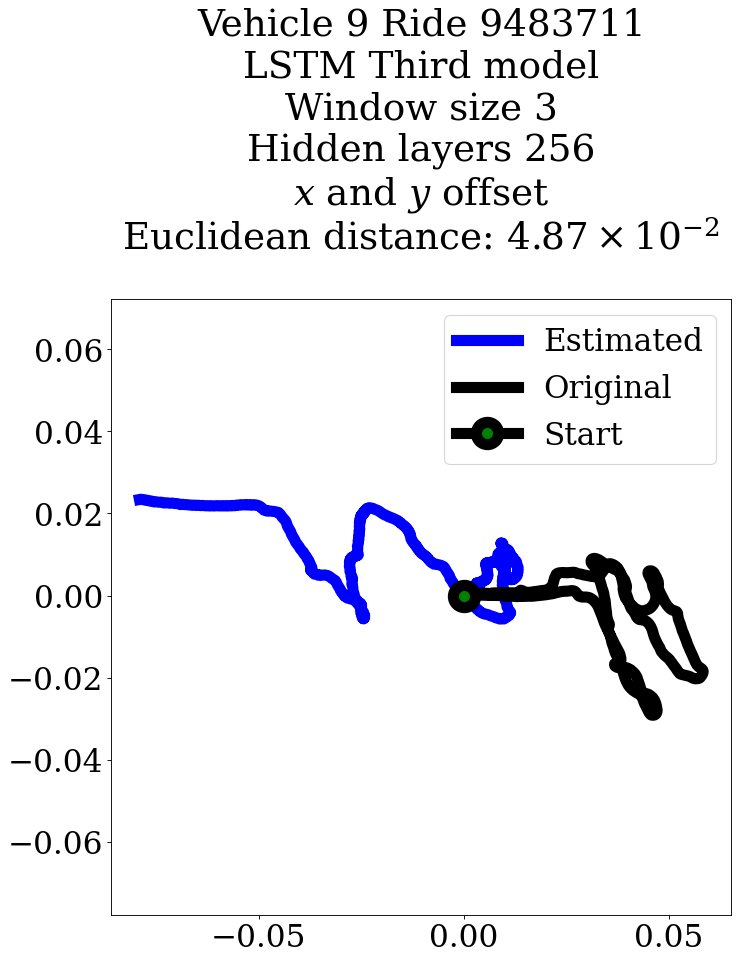 Vehicle 9 Ride 9483711
LSTM Third model
Window size 3
Hidden layers 256
x and y offset
Euclidean distance: 4.87 × 10⁻²
Estimated
Original
Start
0.06
0.04
0.02
0.00
−0.02
−0.04
−0.06
−0.05 0.00 0.05